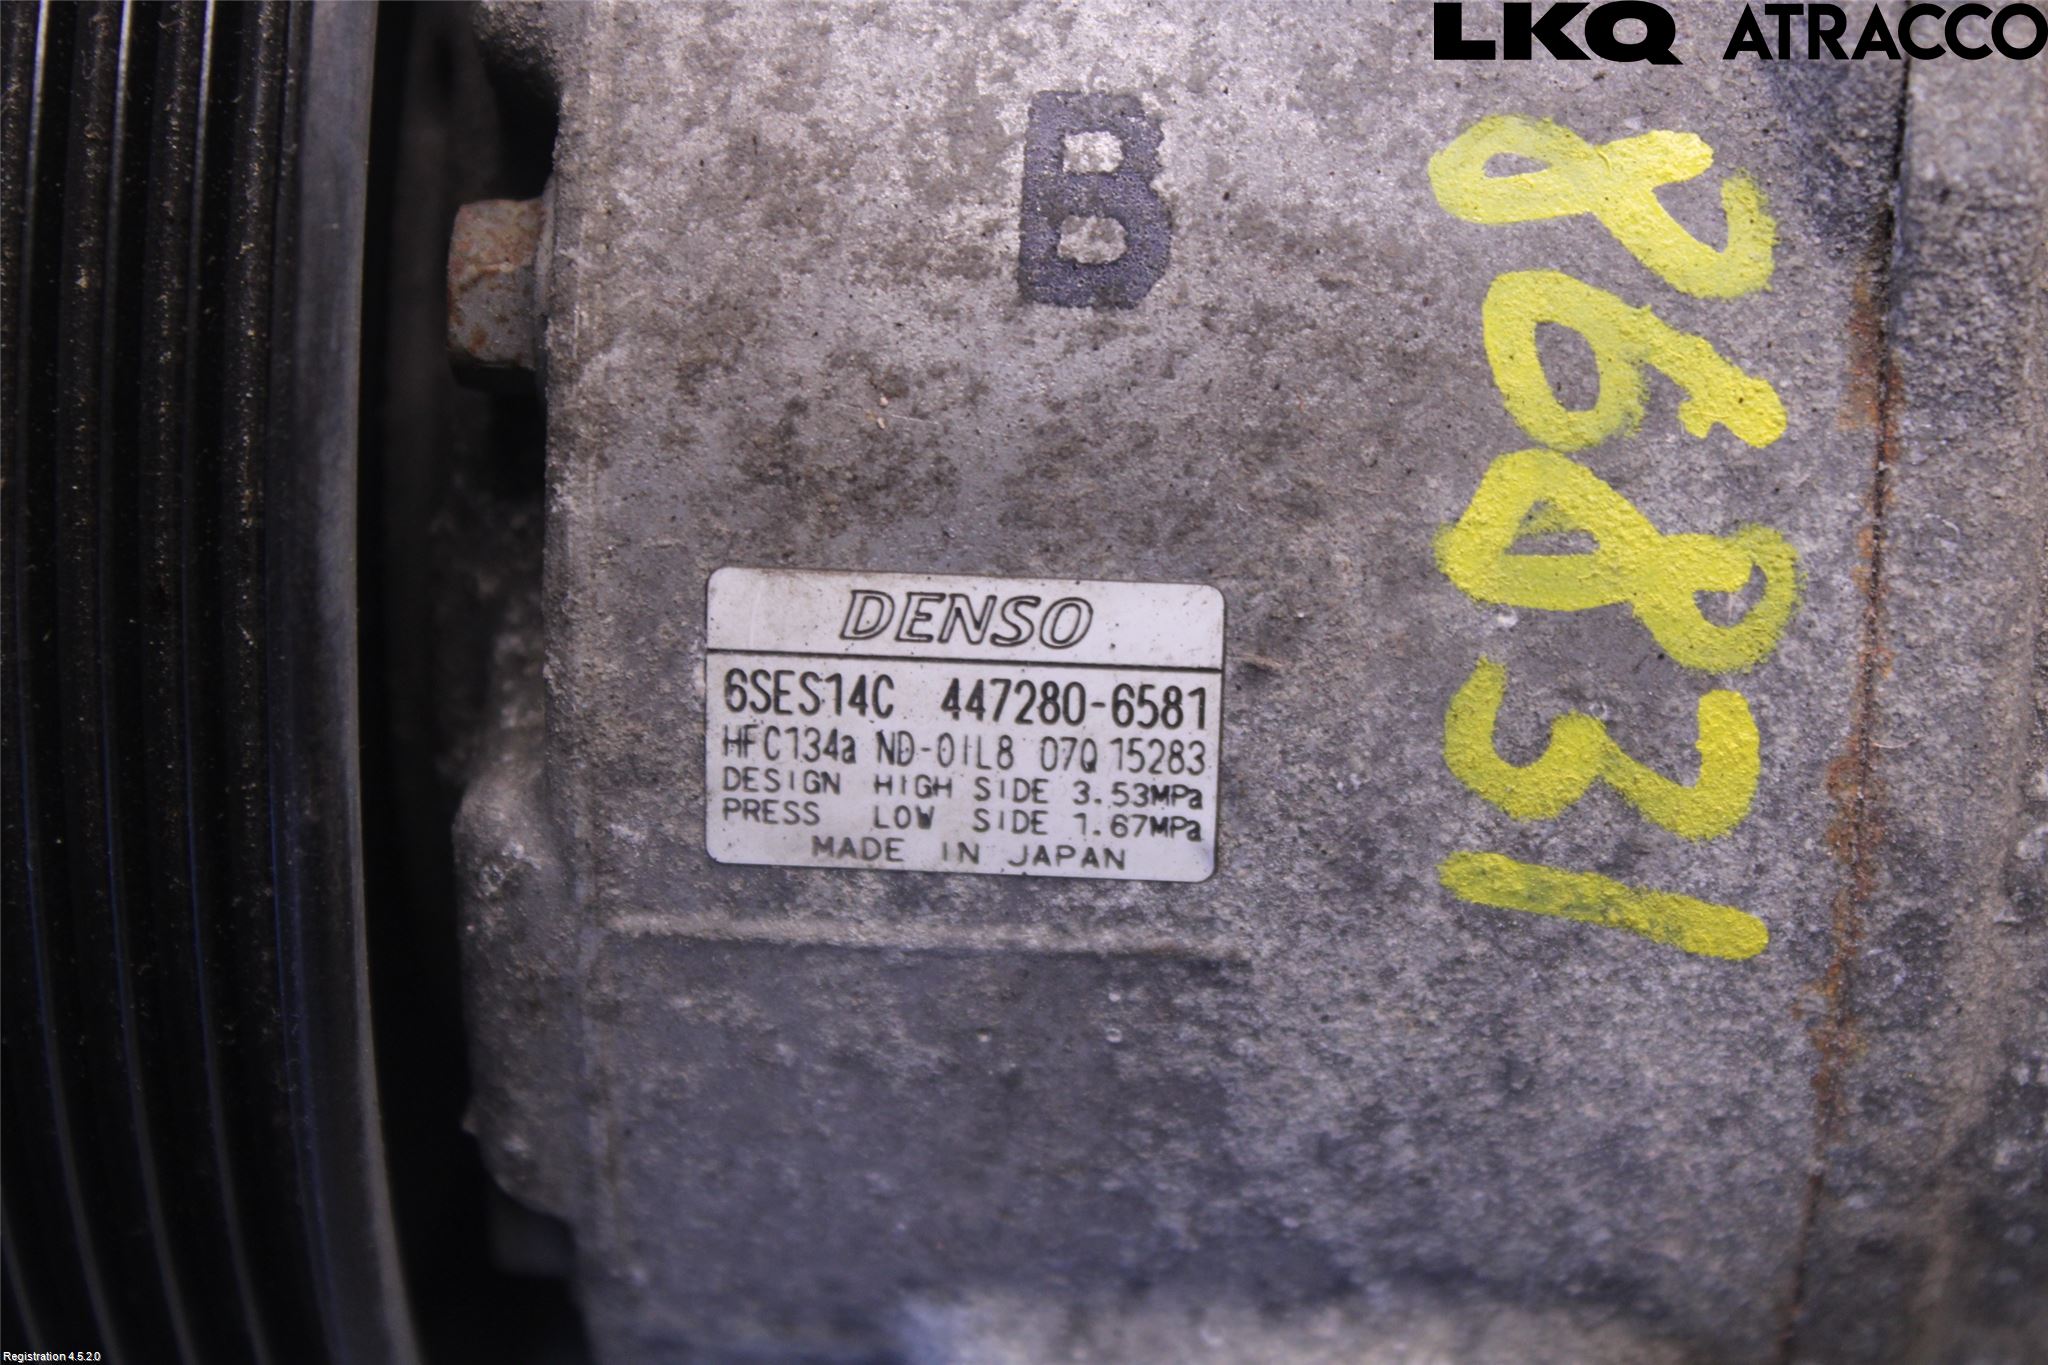 LKQ ATRACCO
B
86831
DENSO
6SES14C 447280-6581
HFC134a ND-OIL8 07Q 15283
DESIGN HIGH SIDE 3.53MPa
PRESS LOW SIDE 1.67MPa
MADE IN JAPAN
Registration 4.5.2.0